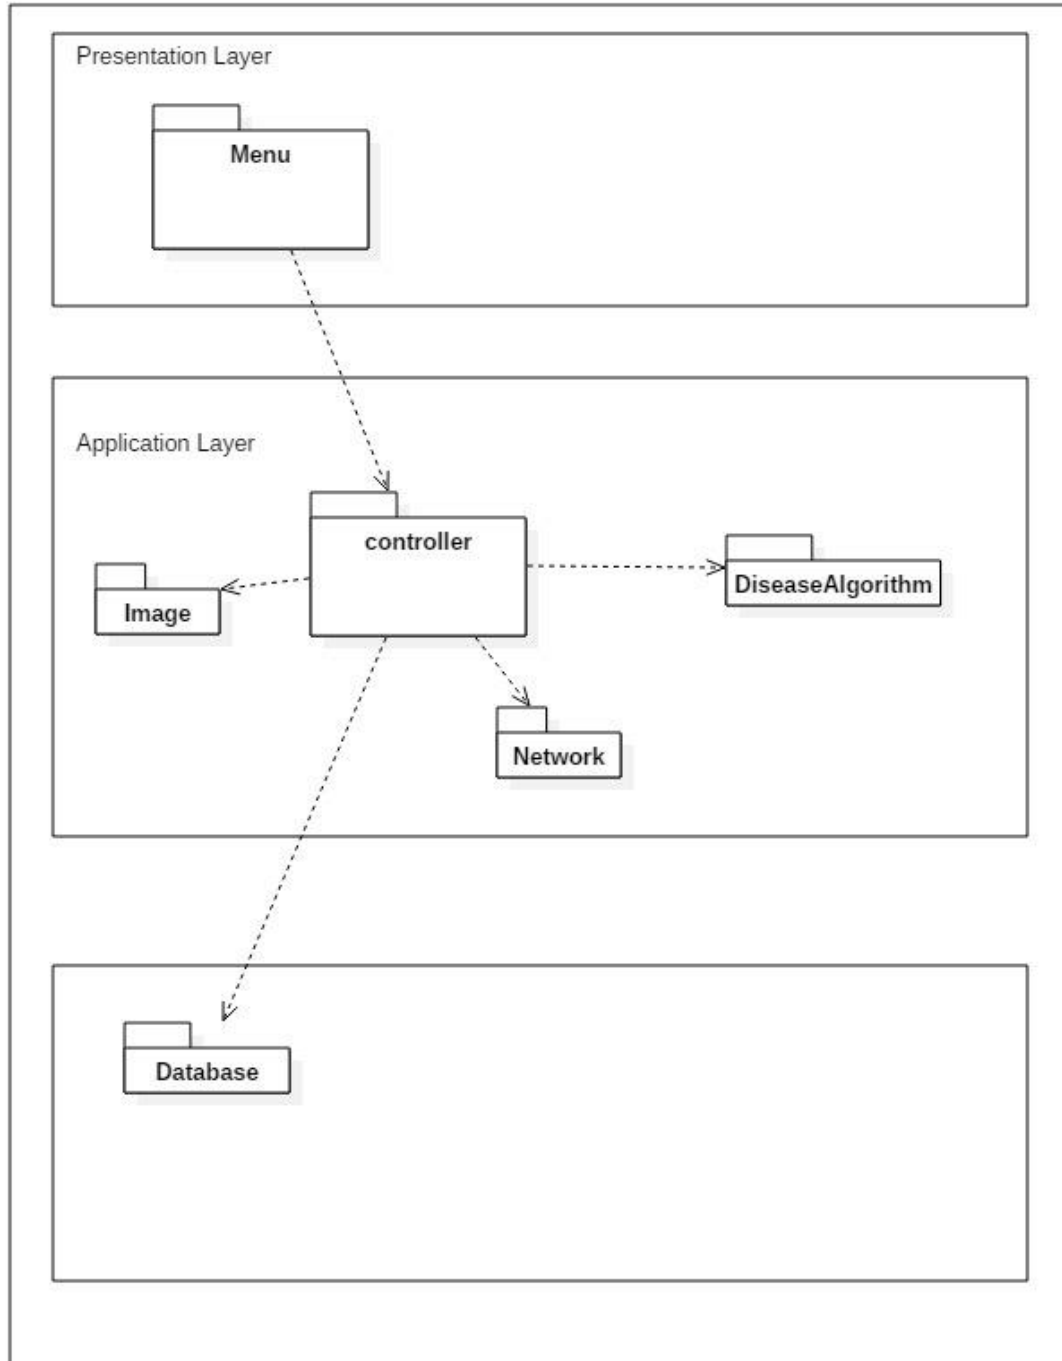 Presentation Layer
Menu
Application Layer
controller
DiseaseAlgorithm
Image
Network
Database